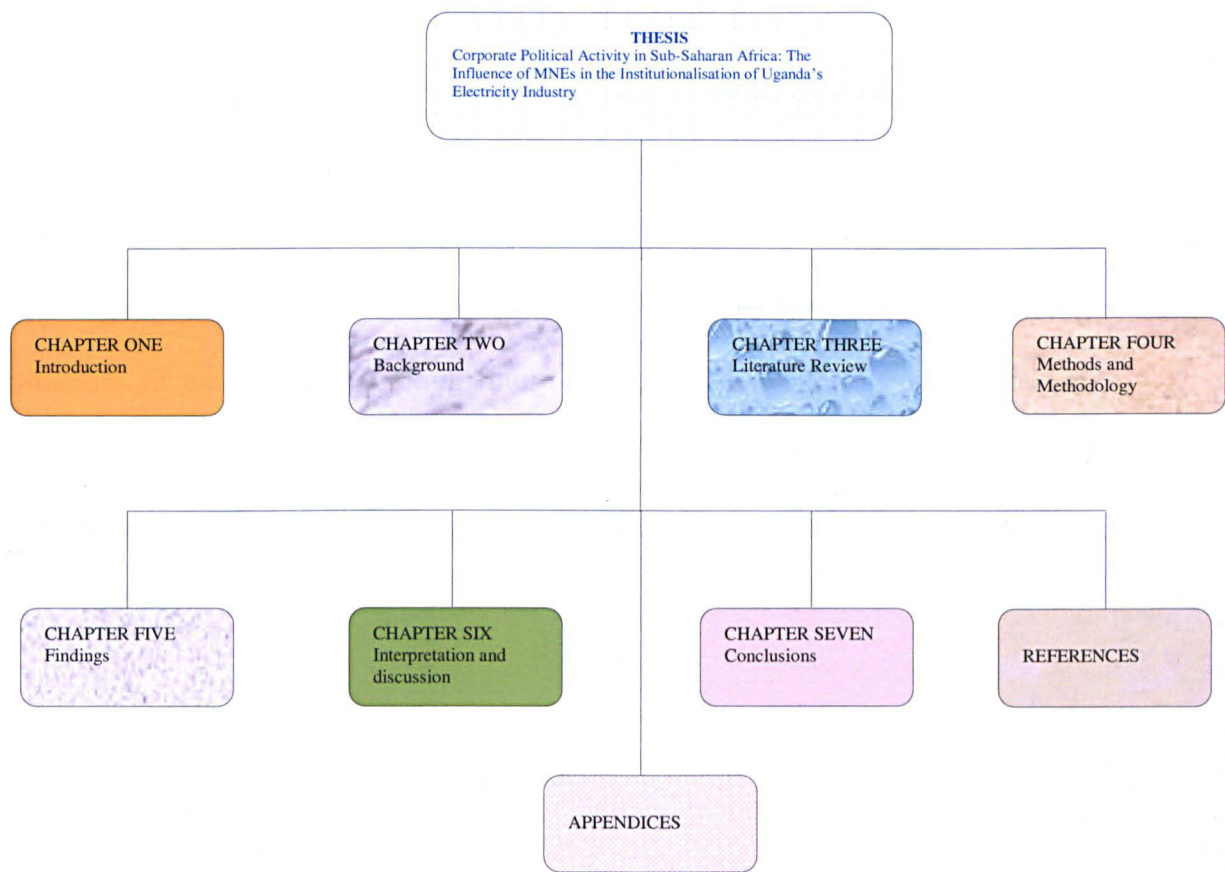 THESIS
Corporate Political Activity in Sub-Saharan Africa: The
Influence of MNEs in the Institutionalisation of Uganda's
Electricity Industry
CHAPTER ONE
Introduction
CHAPTER TWO
Background
CHAPTER THREE
Literature Review
CHAPTER FOUR
Methods and
Methodology
CHAPTER FIVE
Findings
CHAPTER SIX
Interpretation and
discussion
CHAPTER SEVEN
Conclusions
REFERENCES
APPENDICES